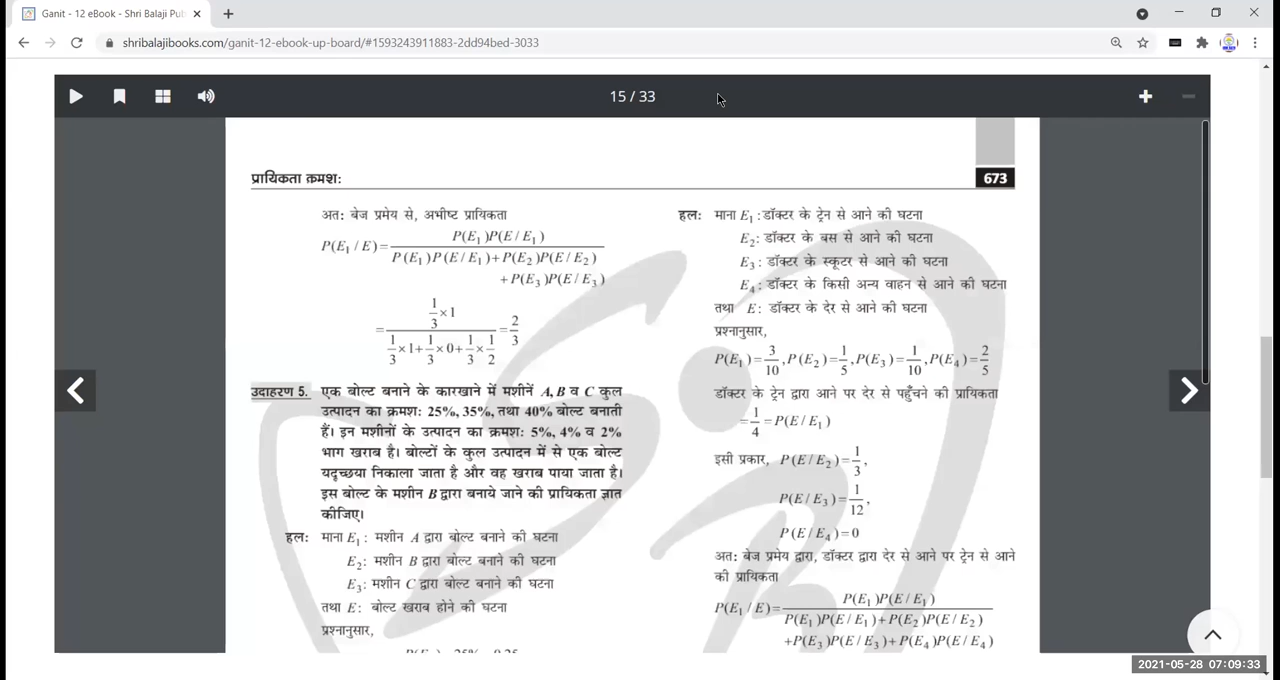 Ganit - 12 eBook - Shri Balaji Pub
shribalajibooks.com/ganit-12-ebook-up-board/#1593243911883-2dd94bed-3033
15 / 33
प्रायिकता क्रमश:
673
अत: बेज प्रमेय से, अभीष्ट प्रायिकता
P(E₁ / E) = P(E₁)P(E / E₁) / P(E₁)P(E / E₁)+P(E₂)P(E / E₂)
+P(E₃)P(E / E₃)
= 1/3 × 1 / 1/3 × 1 + 1/3 × 0 + 1/3 × 1/2 = 2/3
उदाहरण 5. एक बोल्ट बनाने के कारखाने में मशीनें A, B व C कुल
उत्पादन का क्रमश: 25%, 35%, तथा 40% बोल्ट बनाती
हैं। इन मशीनों के उत्पादन का क्रमश: 5%, 4% व 2%
भाग खराब है। बोल्टों के कुल उत्पादन में से एक बोल्ट
यदृच्छया निकाला जाता है और वह खराब पाया जाता है।
इस बोल्ट के मशीन B द्वारा बनाये जाने की प्रायिकता ज्ञात
कीजिए।
हल: माना E₁ : मशीन A द्वारा बोल्ट बनाने की घटना
E₂: मशीन B द्वारा बोल्ट बनाने की घटना
E₃: मशीन C द्वारा बोल्ट बनाने की घटना
तथा E: बोल्ट खराब होने की घटना
प्रश्नानुसार,
हल: माना E₁ : डॉक्टर के ट्रेन से आने की घटना
E₂: डॉक्टर के बस से आने की घटना
E₃ : डॉक्टर के स्कूटर से आने की घटना
E₄ : डॉक्टर के किसी अन्य वाहन से आने की घटना
तथा E: डॉक्टर के देर से आने की घटना
प्रश्नानुसार,
P(E₁) = 3/10, P(E₂) = 1/5, P(E₃) = 1/10, P(E₄) = 2/5
डॉक्टर के ट्रेन द्वारा आने पर देर से पहुँचने की प्रायिकता
= 1/4 = P(E / E₁)
इसी प्रकार, P(E / E₂) = 1/3,
P(E / E₃) = 1/12,
P(E / E₄) = 0
अत: बेज प्रमेय द्वारा, डॉक्टर द्वारा देर से आने पर ट्रेन से आने
की प्रायिकता
P(E₁ / E) = P(E₁)P(E / E₁) / P(E₁)P(E / E₁)+P(E₂)P(E / E₂)
+P(E₃)P(E / E₃)+P(E₄)P(E / E₄)
2021-05-28 07:09:33